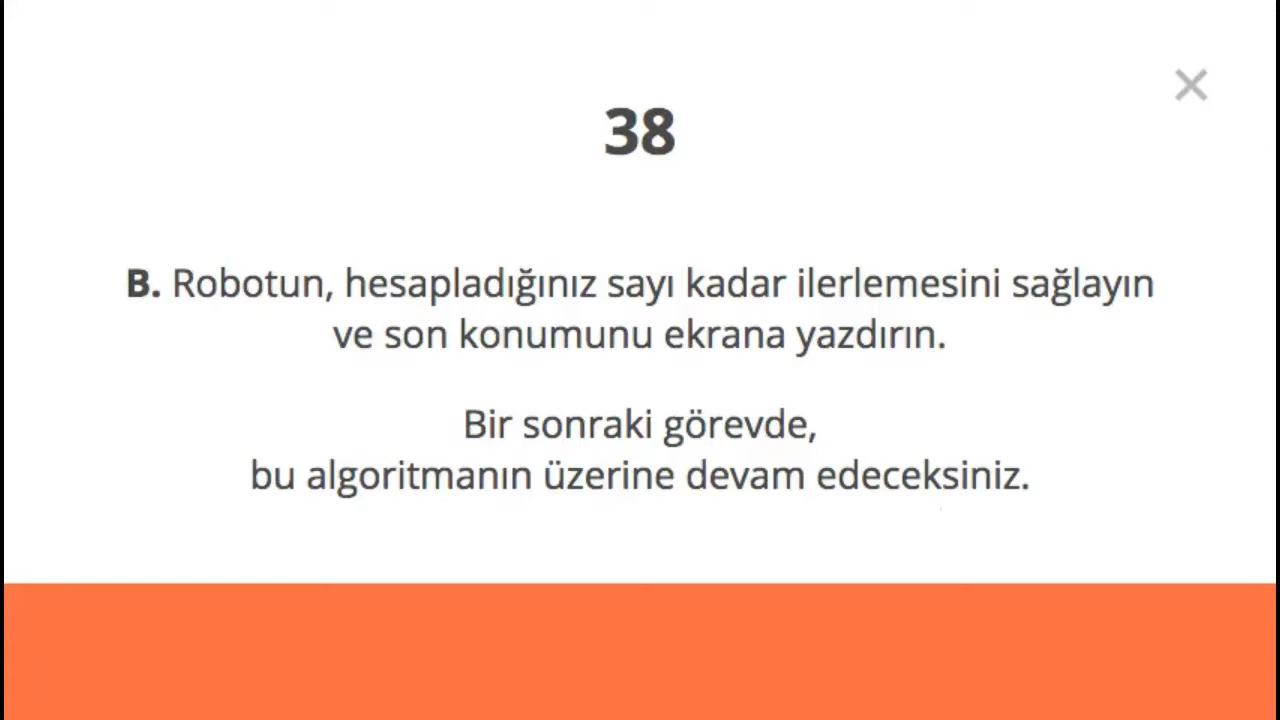 38
B. Robotun, hesapladığınız sayı kadar ilerlemesini sağlayın
ve son konumunu ekrana yazdırın.
Bir sonraki görevde,
bu algoritmanın üzerine devam edeceksiniz.